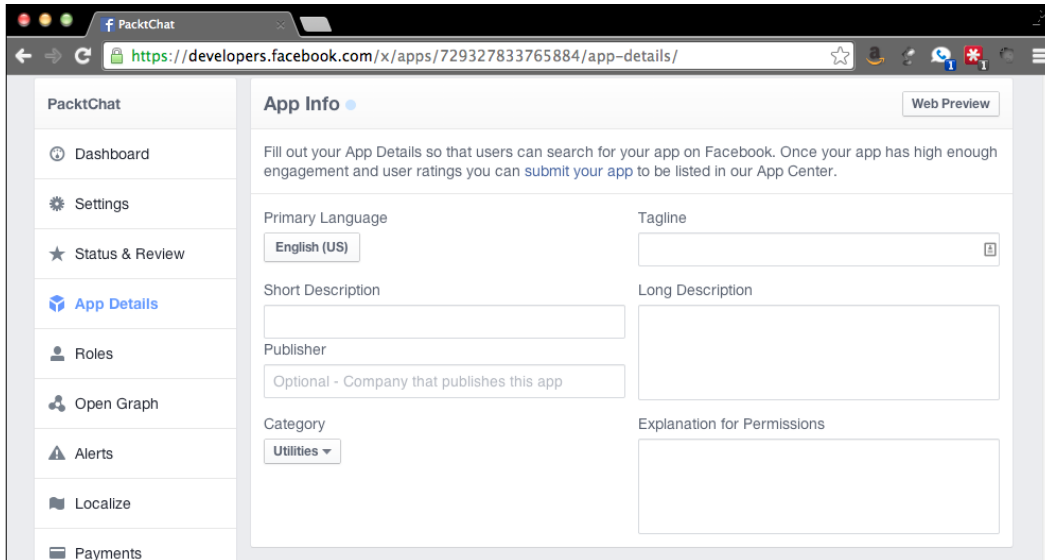 PacktChat
https://developers.facebook.com/x/apps/729327833765884/app-details/
1
1
PacktChat
Dashboard
Settings
Status & Review
App Details
Roles
Open Graph
Alerts
Localize
Payments
App Info
Web Preview
Fill out your App Details so that users can search for your app on Facebook. Once your app has high enough
engagement and user ratings you can submit your app to be listed in our App Center.
Primary Language
English (US)
Tagline
Short Description
Long Description
Publisher
Optional - Company that publishes this app
Category
Utilities
Explanation for Permissions